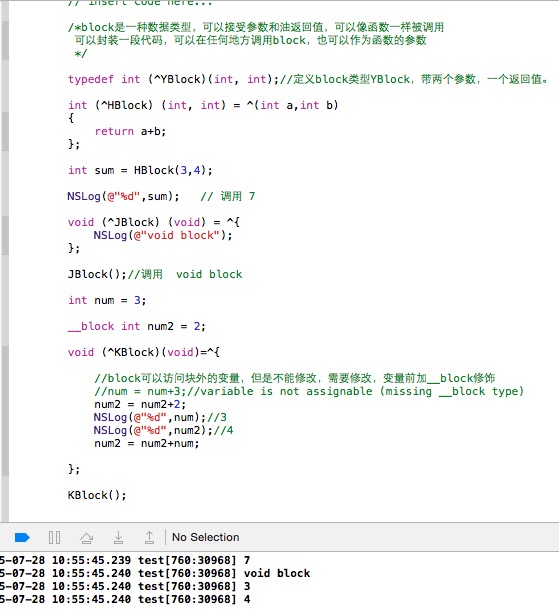 // insert code here...
/*block是一种数据类型，可以接受参数和油返回值，可以像函数一样被调用
可以封装一段代码，可以在任何地方调用block，也可以作为函数的参数
*/
typedef int (^YBlock)(int, int);//定义block类型YBlock，带两个参数，一个返回值。
int (^HBlock) (int, int) = ^(int a,int b)
{
return a+b;
};
int sum = HBlock(3,4);
NSLog(@"%d",sum);   // 调用 7
void (^JBlock) (void) = ^{
NSLog(@"void block");
};
JBlock();//调用  void block
int num = 3;
__block int num2 = 2;
void (^KBlock)(void)=^{
//block可以访问块外的变量，但是不能修改，需要修改，变量前加__block修饰
//num = num+3;//variable is not assignable (missing __block type)
num2 = num2+2;
NSLog(@"%d",num);//3
NSLog(@"%d",num2);//4
num2 = num2+num;
};
KBlock();
No Selection
5-07-28 10:55:45.239 test[760:30968] 7
5-07-28 10:55:45.240 test[760:30968] void block
5-07-28 10:55:45.240 test[760:30968] 3
5-07-28 10:55:45.240 test[760:30968] 4